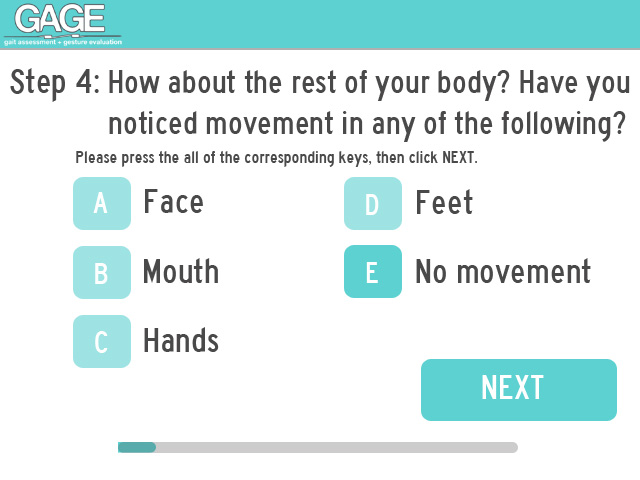 GAGE
gait assessment + gesture evaluation
Step 4: How about the rest of your body? Have you
noticed movement in any of the following?
Please press the all of the corresponding keys, then click NEXT.
A Face
B Mouth
C Hands
D Feet
E No movement
NEXT